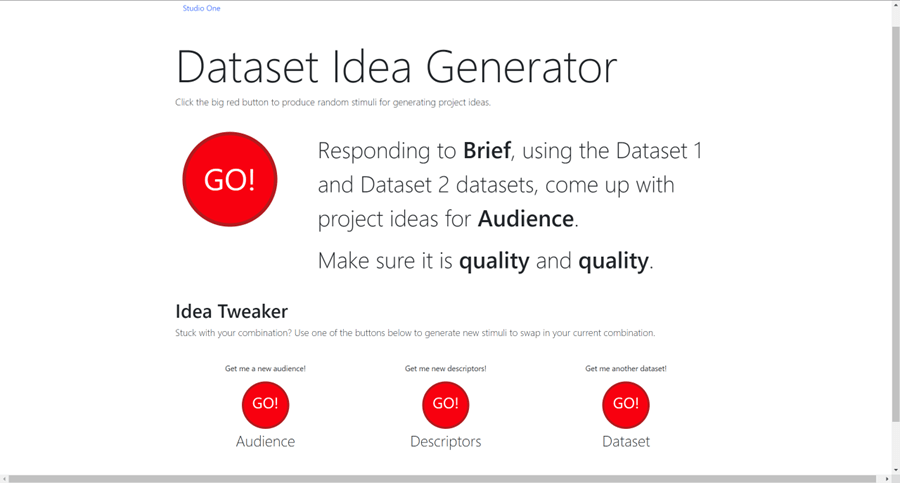 Studio One
Dataset Idea Generator
Click the big red button to produce random stimuli for generating project ideas.
GO!
Responding to Brief, using the Dataset 1
and Dataset 2 datasets, come up with
project ideas for Audience.
Make sure it is quality and quality.
Idea Tweaker
Stuck with your combination? Use one of the buttons below to generate new stimuli to swap in your current combination.
Get me a new audience!
GO!
Audience
Get me new descriptors!
GO!
Descriptors
Get me another dataset!
GO!
Dataset